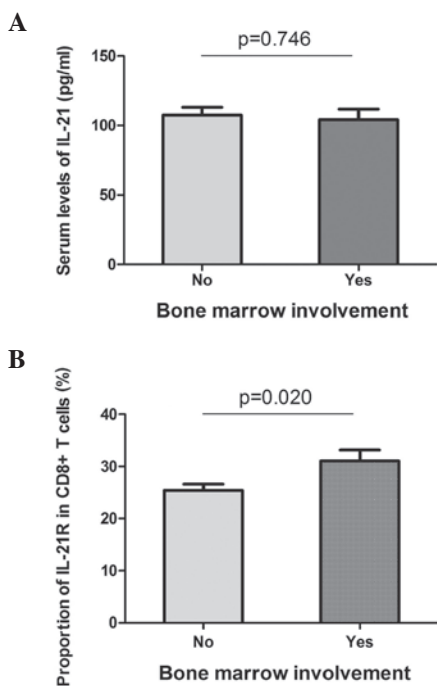 A
p=0.746
Serum levels of IL-21 (pg/ml)
150
100
50
0
No
Yes
Bone marrow involvement
B
p=0.020
Proportion of IL-21R in CD8+ T cells (%)
40
30
20
10
0
No
Yes
Bone marrow involvement